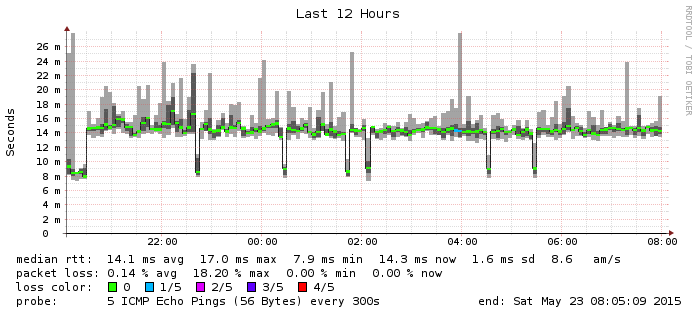 Last 12 Hours
RRDTOOL / TOBI OETIKER
Seconds
26 m
24 m
22 m
20 m
18 m
16 m
14 m
12 m
10 m
8 m
6 m
4 m
2 m
0
22:00 00:00 02:00 04:00 06:00 08:00
median rtt: 14.1 ms avg 17.0 ms max 7.9 ms min 14.3 ms now 1.6 ms sd 8.6 am/s
packet loss: 0.14 % avg 18.20 % max 0.00 % min 0.00 % now
loss color: 0 1/5 2/5 3/5 4/5
probe: 5 ICMP Echo Pings (56 Bytes) every 300s end: Sat May 23 08:05:09 2015